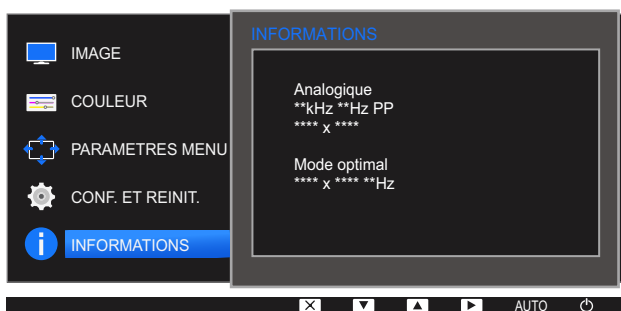 IMAGE
COULEUR
PARAMETRES MENU
CONF. ET REINIT.
INFORMATIONS
INFORMATIONS
Analogique
**kHz **Hz PP
**** x ****
Mode optimal
**** x **** **Hz
AUTO